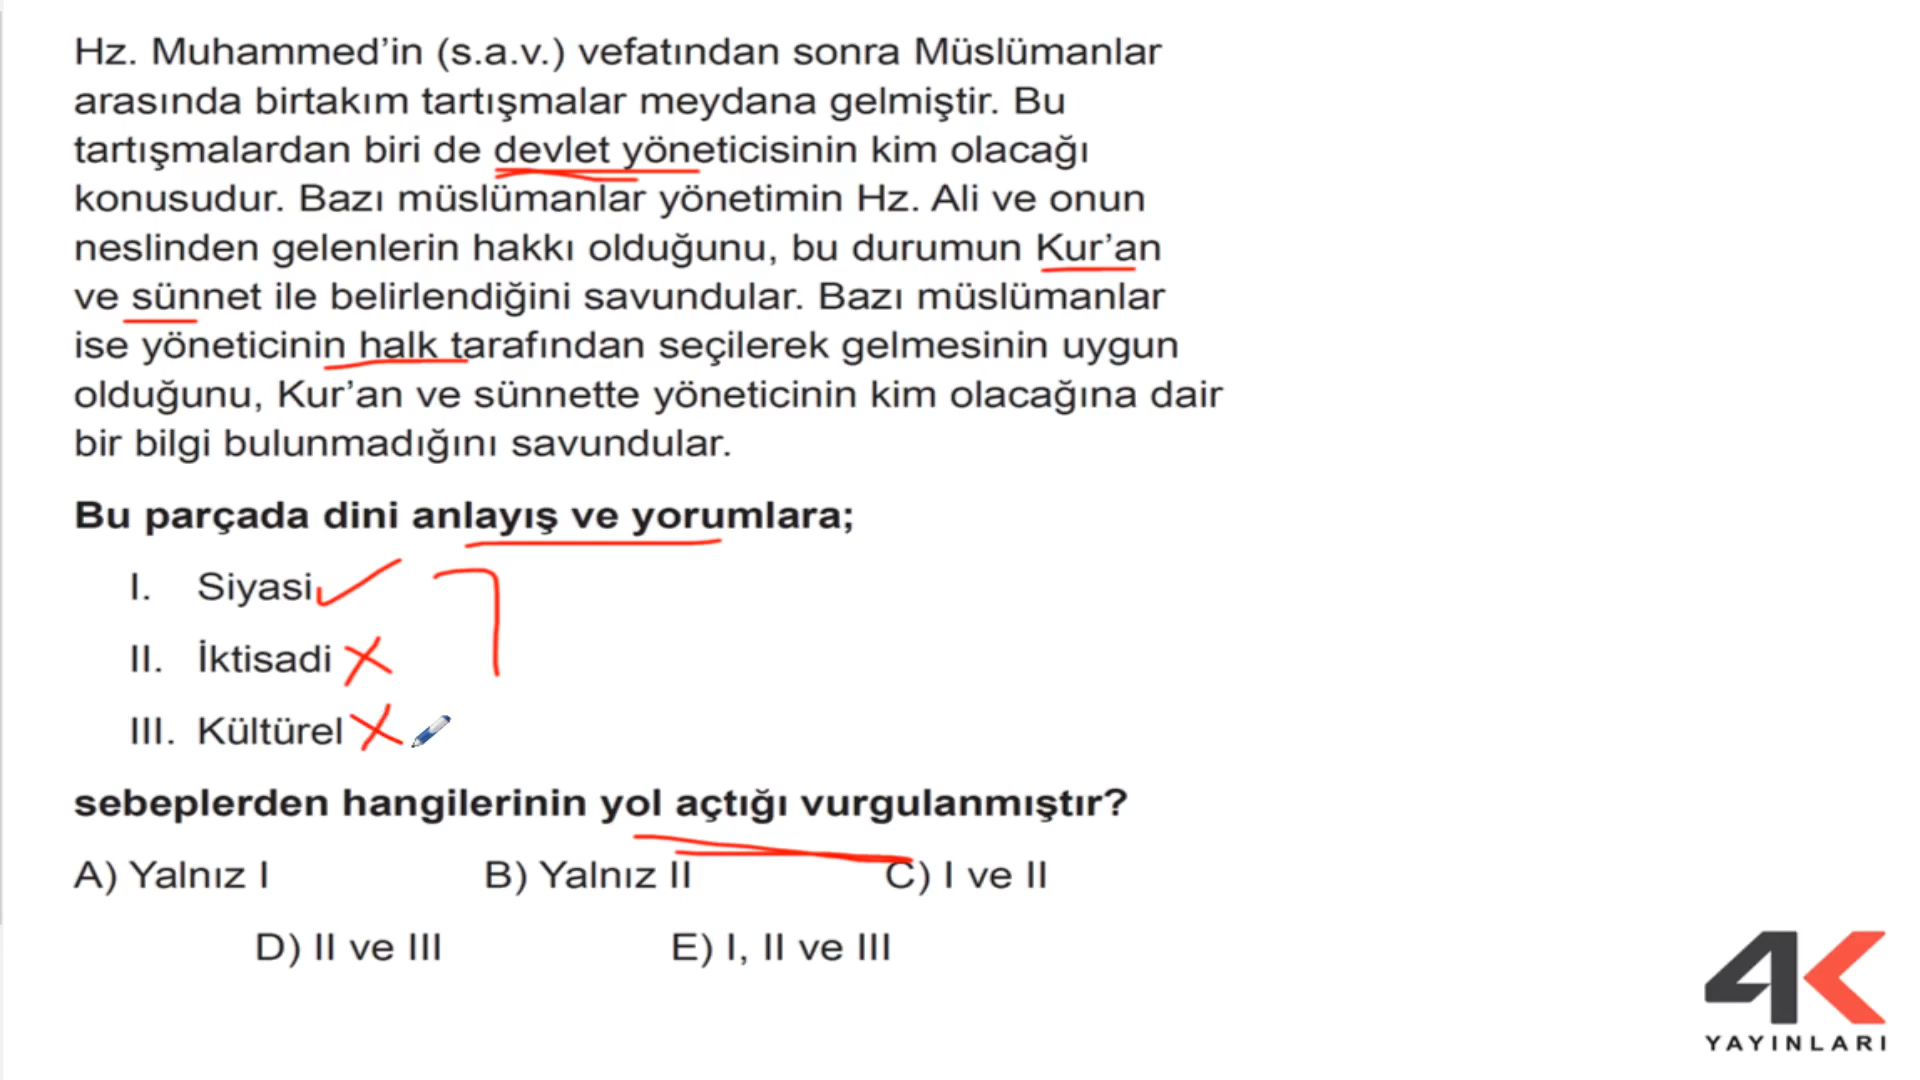 Hz. Muhammed’in (s.a.v.) vefatından sonra Müslümanlar
arasında birtakım tartışmalar meydana gelmiştir. Bu
tartışmalardan biri de devlet yöneticisinin kim olacağı
konusudur. Bazı müslümanlar yönetimin Hz. Ali ve onun
neslinden gelenlerin hakkı olduğunu, bu durumun Kur’an
ve sünnet ile belirlendiğini savundular. Bazı müslümanlar
ise yöneticinin halk tarafından seçilerek gelmesinin uygun
olduğunu, Kur’an ve sünnette yöneticinin kim olacağına dair
bir bilgi bulunmadığını savundular.
Bu parçada dini anlayış ve yorumlara;
I. Siyasi
II. İktisadi
III. Kültürel
sebeplerden hangilerinin yol açtığı vurgulanmıştır?
A) Yalnız I B) Yalnız II C) I ve II
D) II ve III E) I, II ve III
4K
YAYINLARI